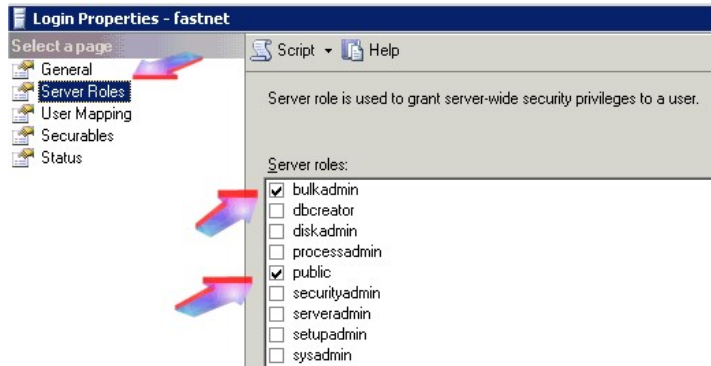 Login Properties - fastnet
Select a page
General
Server Roles
User Mapping
Securables
Status
Script Help
Server role is used to grant server-wide security privileges to a user.
Server roles:
bulkadmin
dbcreator
diskadmin
processadmin
public
securityadmin
serveradmin
setupadmin
sysadmin